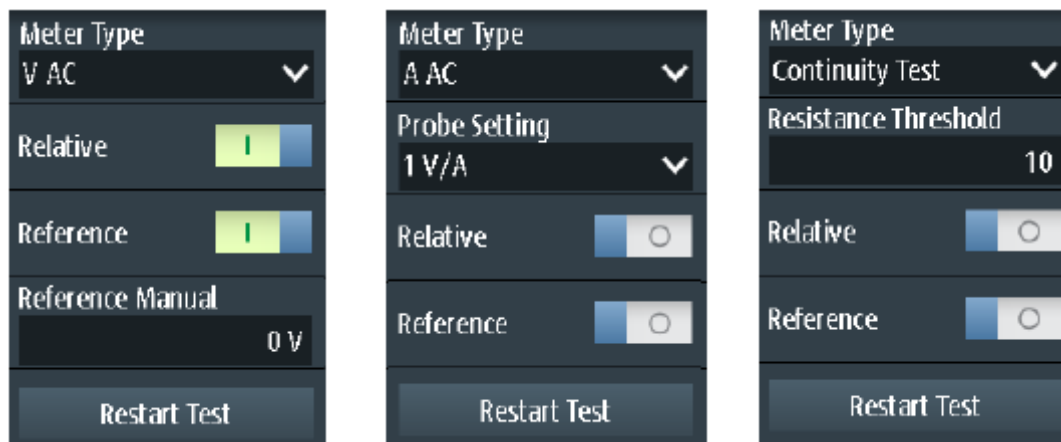 Meter Type
V AC
Relative
I
Reference
I
Reference Manual
0 V
Restart Test
Meter Type
A AC
Probe Setting
1 V/A
Relative
Reference
Restart Test
Meter Type
Continuity Test
Resistance Threshold
10
Relative
Reference
Restart Test